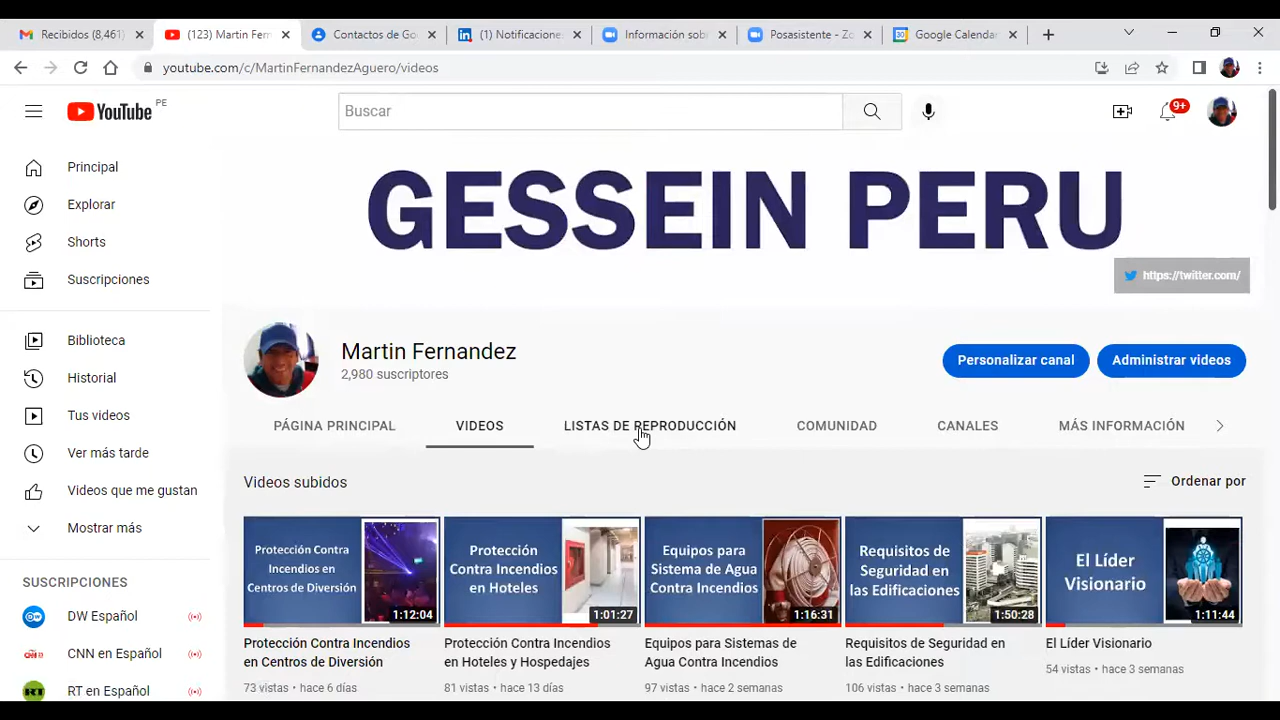 Recibidos (8,461)
(123) Martin Fern
Contactos de Go
(1) Notificacione
Información sob
Posasistente - Zo
Google Calendar
youtube.com/c/MartinFernandezAguero/videos
YouTube PE
Buscar
9+
Principal
Explorar
Shorts
Suscripciones
Biblioteca
Historial
Tus videos
Ver más tarde
Videos que me gustan
Mostrar más
SUSCRIPCIONES
DW Español
CNN en Español
RT en Español
GESSEIN PERU
https://twitter.com/
Martin Fernandez
2,980 suscriptores
Personalizar canal
Administrar videos
PÁGINA PRINCIPAL
VIDEOS
LISTAS DE REPRODUCCIÓN
COMUNIDAD
CANALES
MÁS INFORMACIÓN
Videos subidos
Ordenar por
Protección Contra
Incendios en
Centros de Diversión
1:12:04
Protección Contra Incendios
en Centros de Diversión
73 vistas • hace 6 días
Protección
Contra Incendios
en Hoteles
1:01:27
Protección Contra Incendios
en Hoteles y Hospedajes
81 vistas • hace 13 días
Equipos para
Sistema de Agua
Contra Incendios
1:16:31
Equipos para Sistemas de
Agua Contra Incendios
97 vistas • hace 2 semanas
Requisitos de
Seguridad en
las Edificaciones
1:50:28
Requisitos de Seguridad en
las Edificaciones
106 vistas • hace 3 semanas
El Líder
Visionario
1:11:44
El Líder Visionario
54 vistas • hace 3 semanas